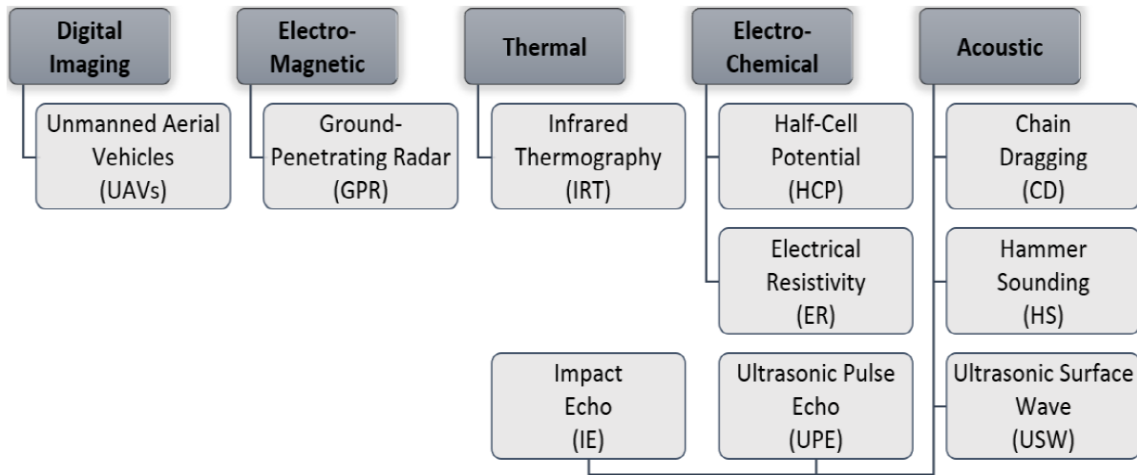 Digital
Imaging
Electro-
Magnetic
Thermal
Electro-
Chemical
Acoustic
Unmanned Aerial
Vehicles
(UAVs)
Ground-
Penetrating Radar
(GPR)
Infrared
Thermography
(IRT)
Half-Cell
Potential
(HCP)
Chain
Dragging
(CD)
Electrical
Resistivity
(ER)
Hammer
Sounding
(HS)
Impact
Echo
(IE)
Ultrasonic Pulse
Echo
(UPE)
Ultrasonic Surface
Wave
(USW)